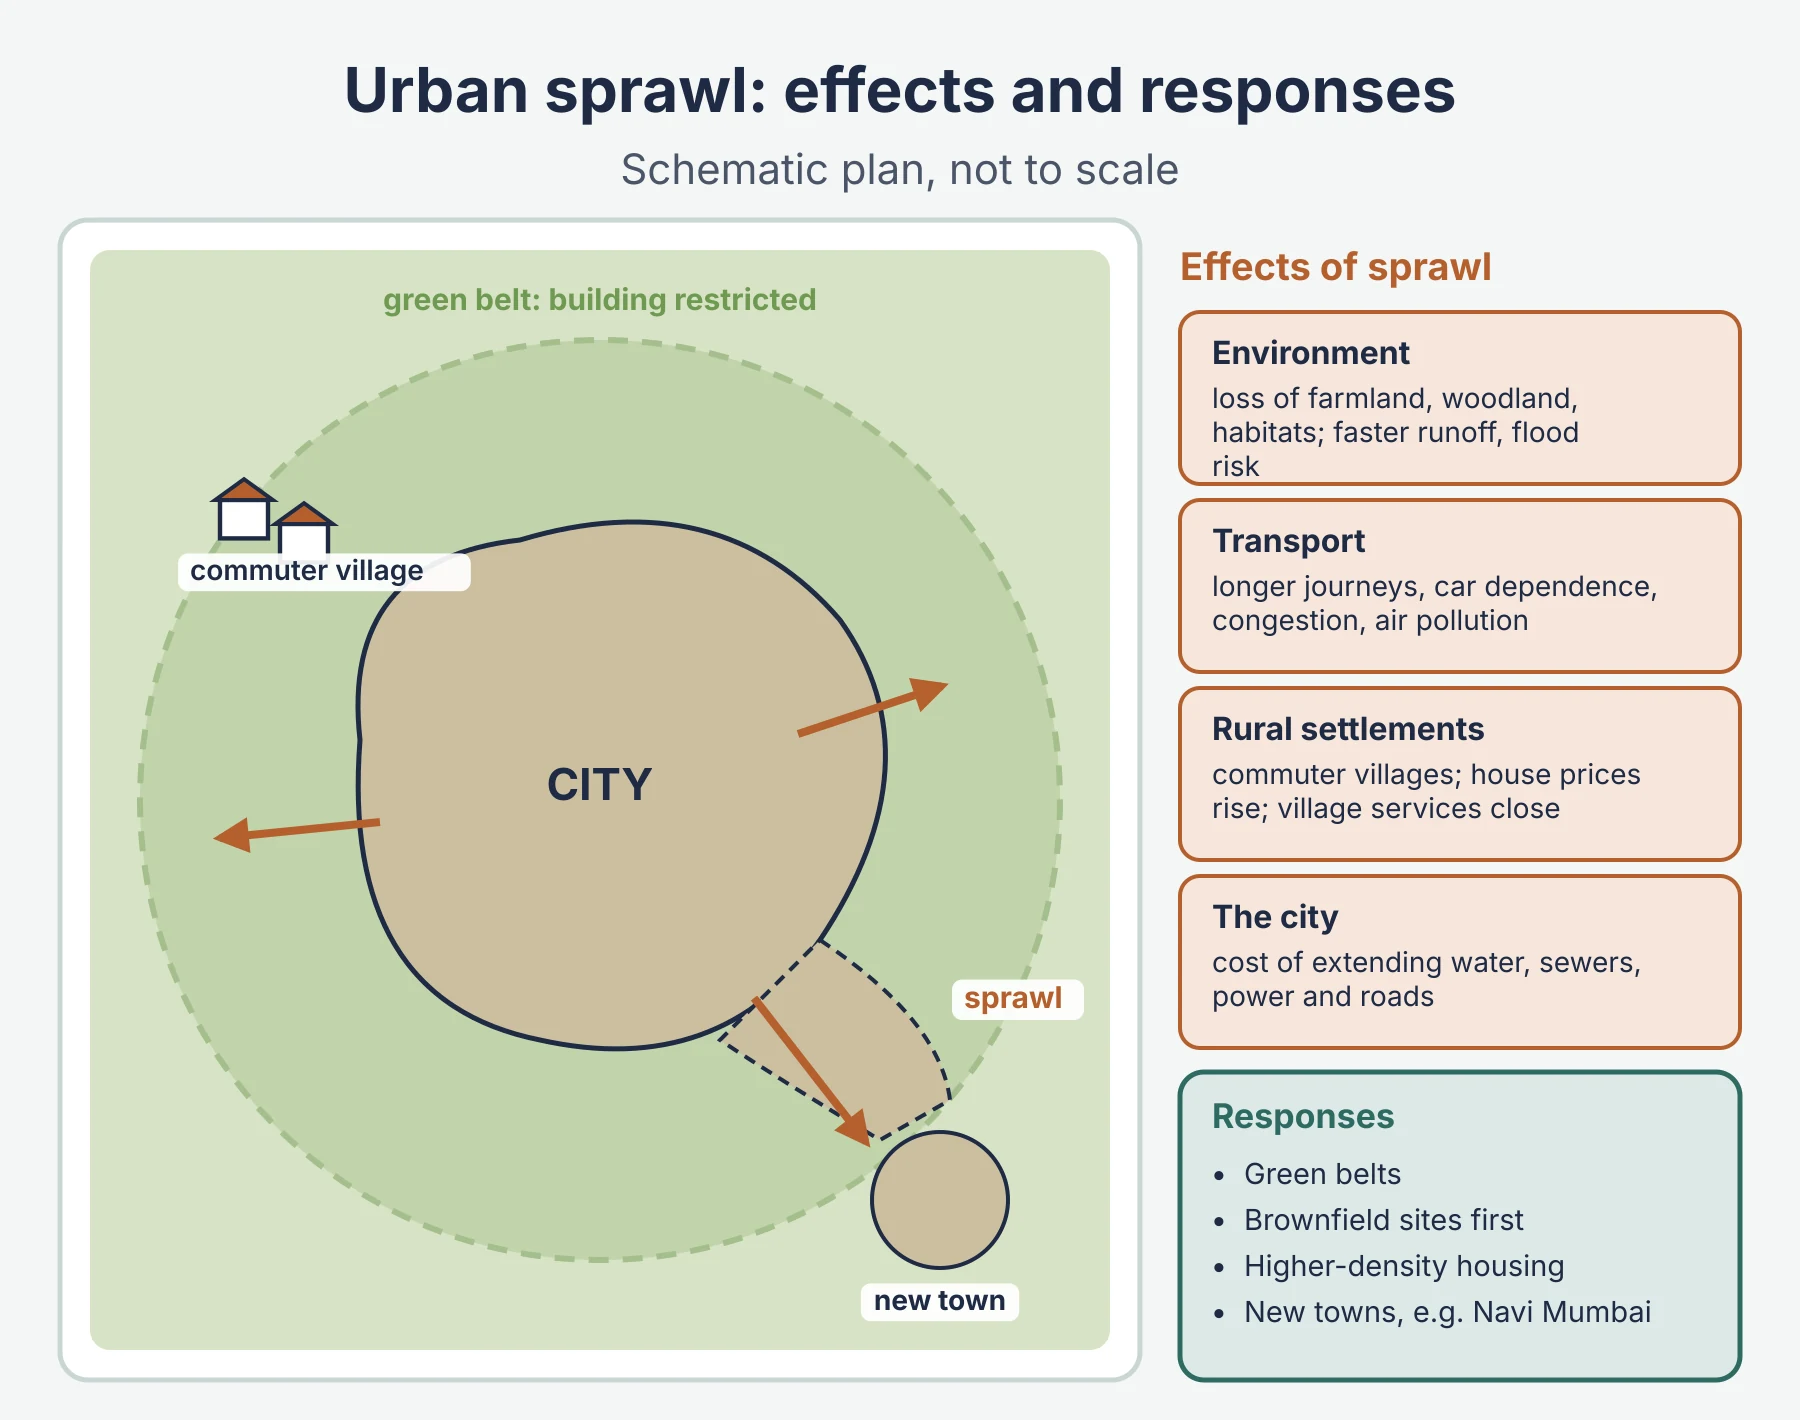 Urban sprawl: effects and responses
Schematic plan, not to scale
green belt: building restricted
commuter village
CITY
sprawl
new town
Effects of sprawl
Environment
loss of farmland, woodland,
habitats; faster runoff, flood
risk
Transport
longer journeys, car dependence,
congestion, air pollution
Rural settlements
commuter villages; house prices
rise; village services close
The city
cost of extending water, sewers,
power and roads
Responses
• Green belts
• Brownfield sites first
• Higher-density housing
• New towns, e.g. Navi Mumbai